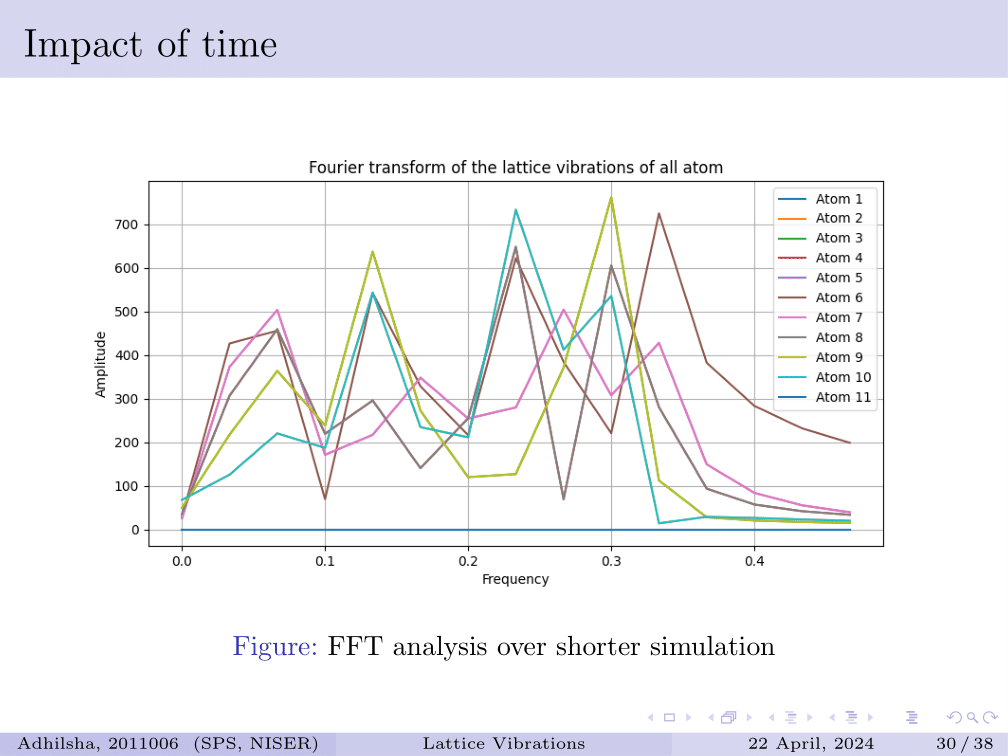 Impact of time
Fourier transform of the lattice vibrations of all atom
Amplitude
700
600
500
400
300
200
100
0
0.0 0.1 0.2 0.3 0.4
Frequency
Atom 1
Atom 2
Atom 3
Atom 4
Atom 5
Atom 6
Atom 7
Atom 8
Atom 9
Atom 10
Atom 11
Figure: FFT analysis over shorter simulation
Adhilsha, 2011006 (SPS, NISER) Lattice Vibrations 22 April, 2024 30 / 38